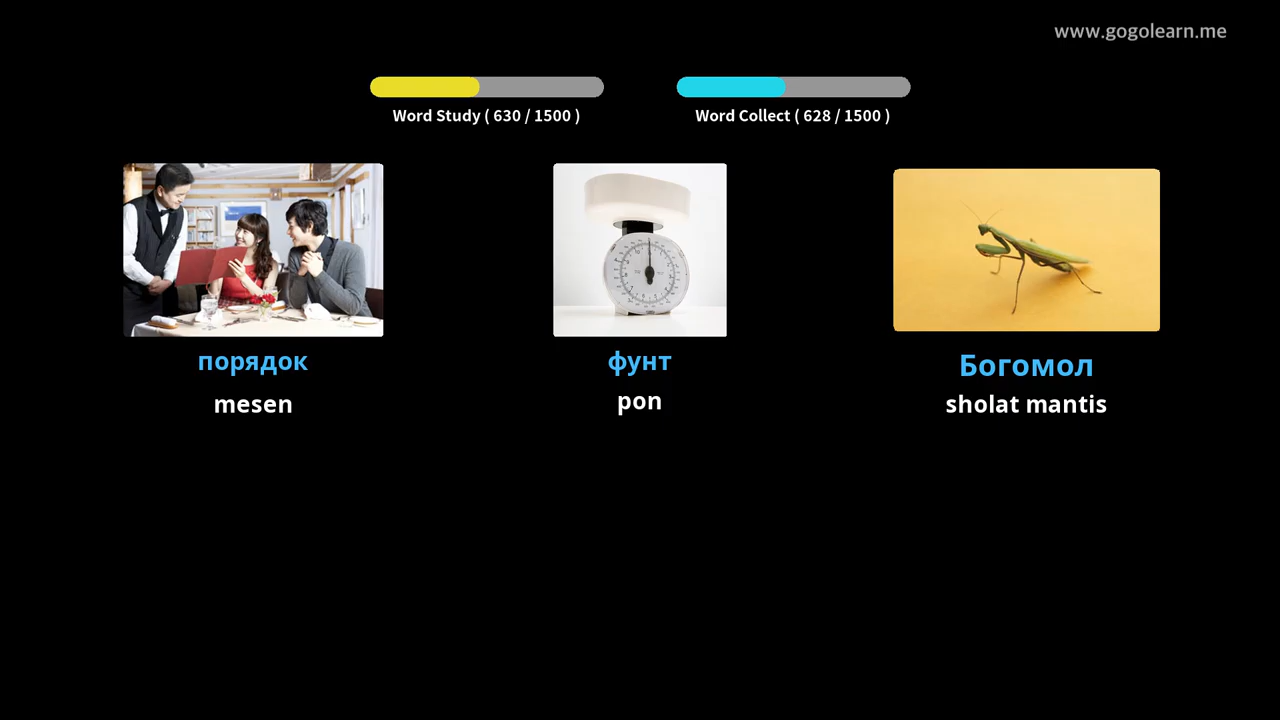 www.gogolearn.me
Word Study ( 630 / 1500 )
Word Collect ( 628 / 1500 )
порядок
mesen
фунт
pon
Богомол
sholat mantis